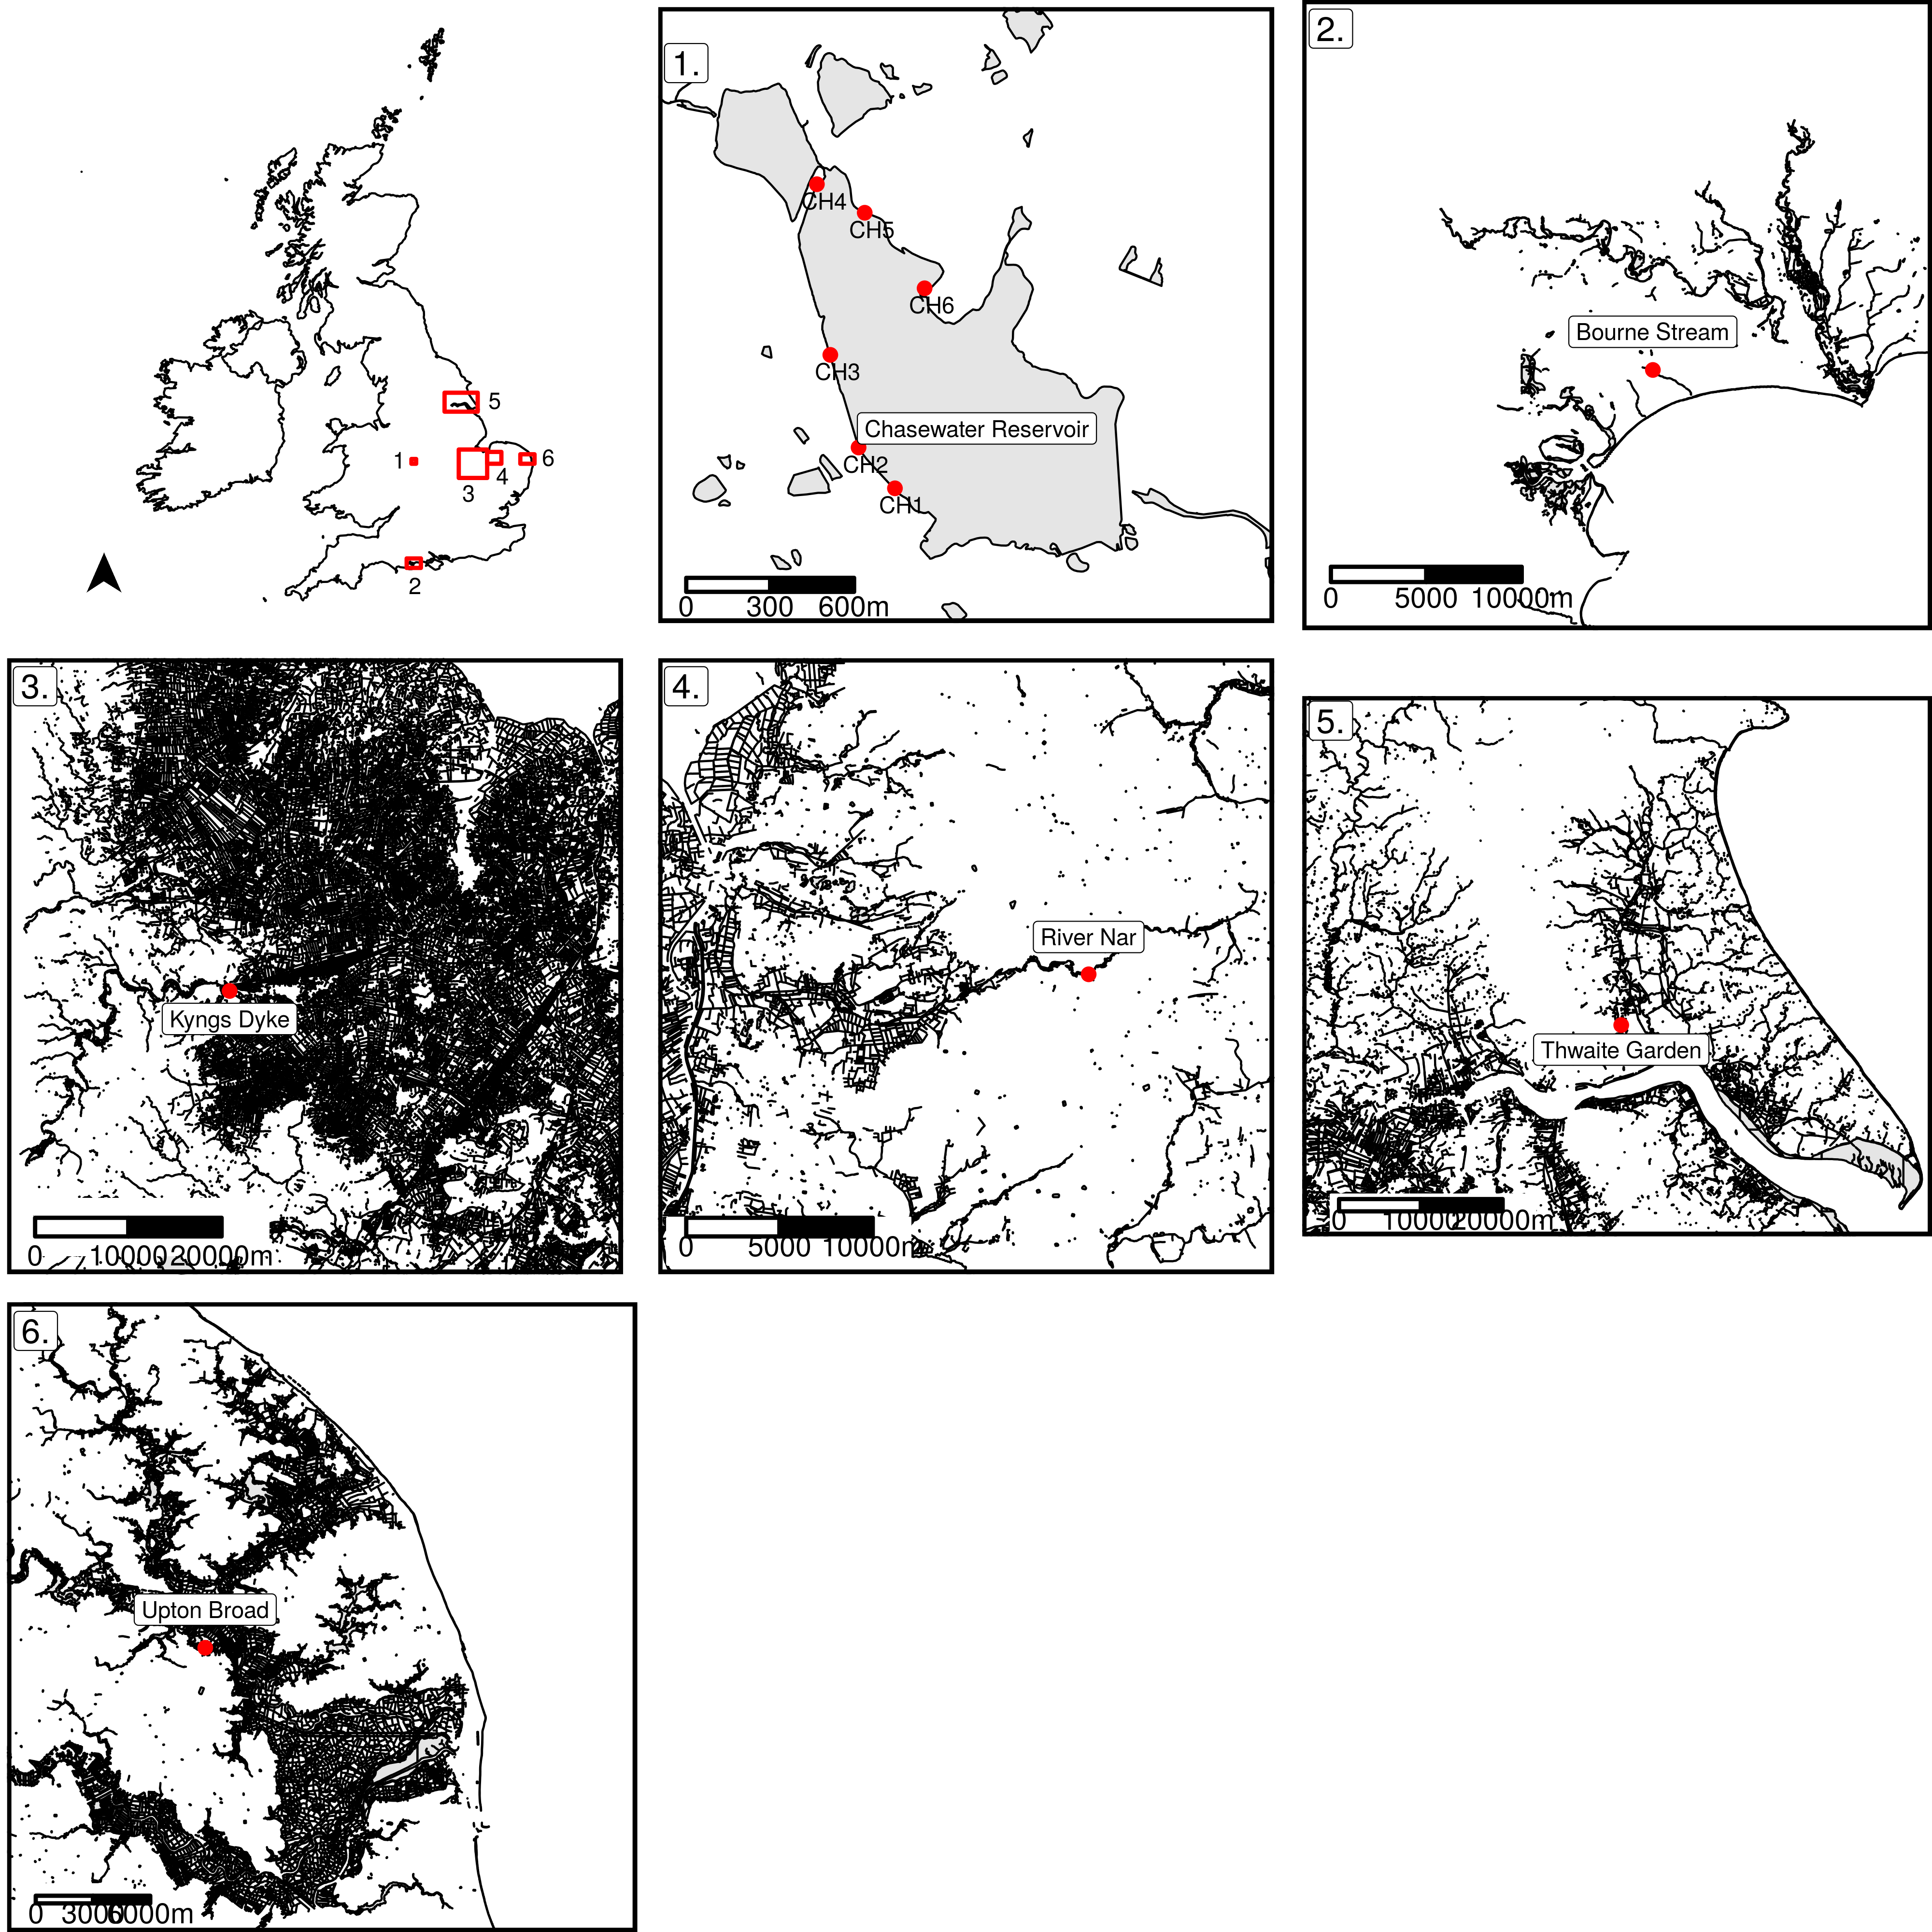 5
1
6
4
3
2
1.
CH4
CH5
CH6
CH3
Chasewater Reservoir
CH2
CH1
0 300 600m
2.
Bourne Stream
0 5000 10000m
3.
Kyngs Dyke
0 10000 20000m
4.
River Nar
0 5000 10000m
5.
Thwaite Garden
0 10000 20000m
6.
Upton Broad
0 3000 6000m